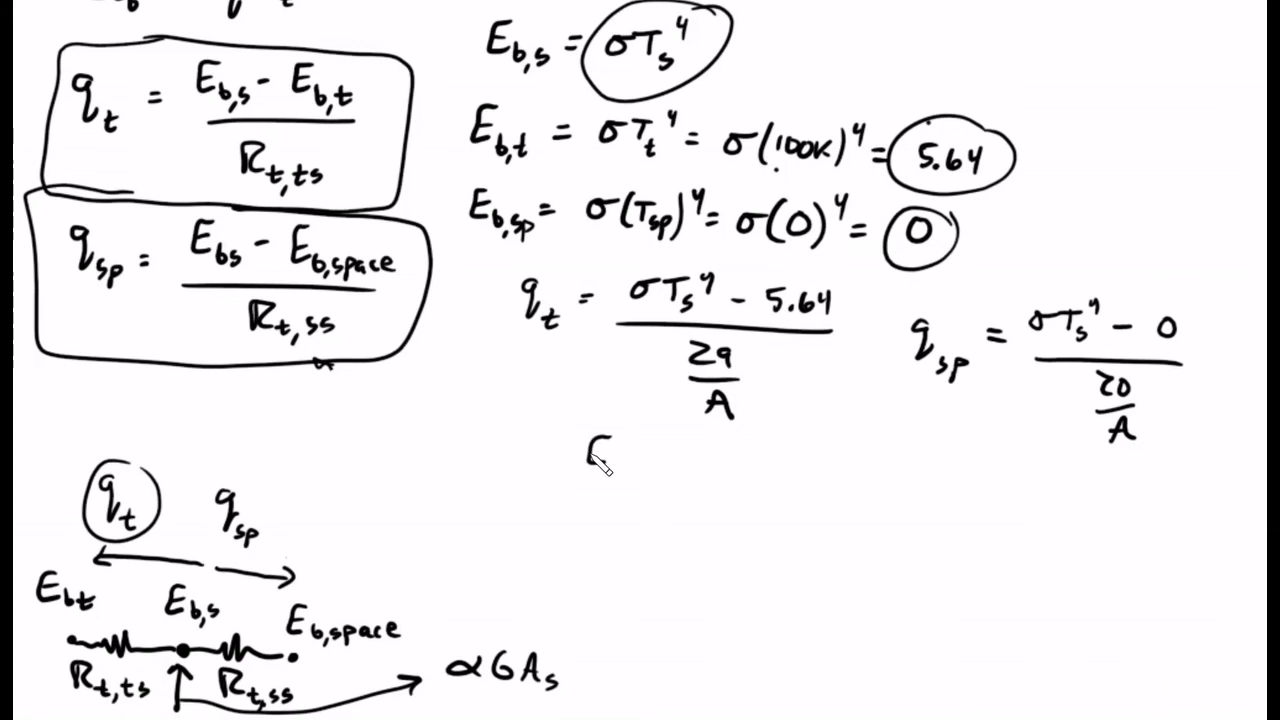 q_t = (E_b,s - E_b,t) / R_t,ts
q_sp = (E_bs - E_b,space) / R_t,ss
E_b,s = σT_s^4
E_b,t = σT_t^4 = σ(100K)^4 = 5.64
E_b,sp = σ(T_sp)^4 = σ(0)^4 = 0
q_t = (σT_s^4 - 5.64) / (29/A)
q_sp = (σT_s^4 - 0) / (20/A)
q_t q_sp
E_bt E_b,s E_b,space
R_t,ts R_t,ss αGA_s